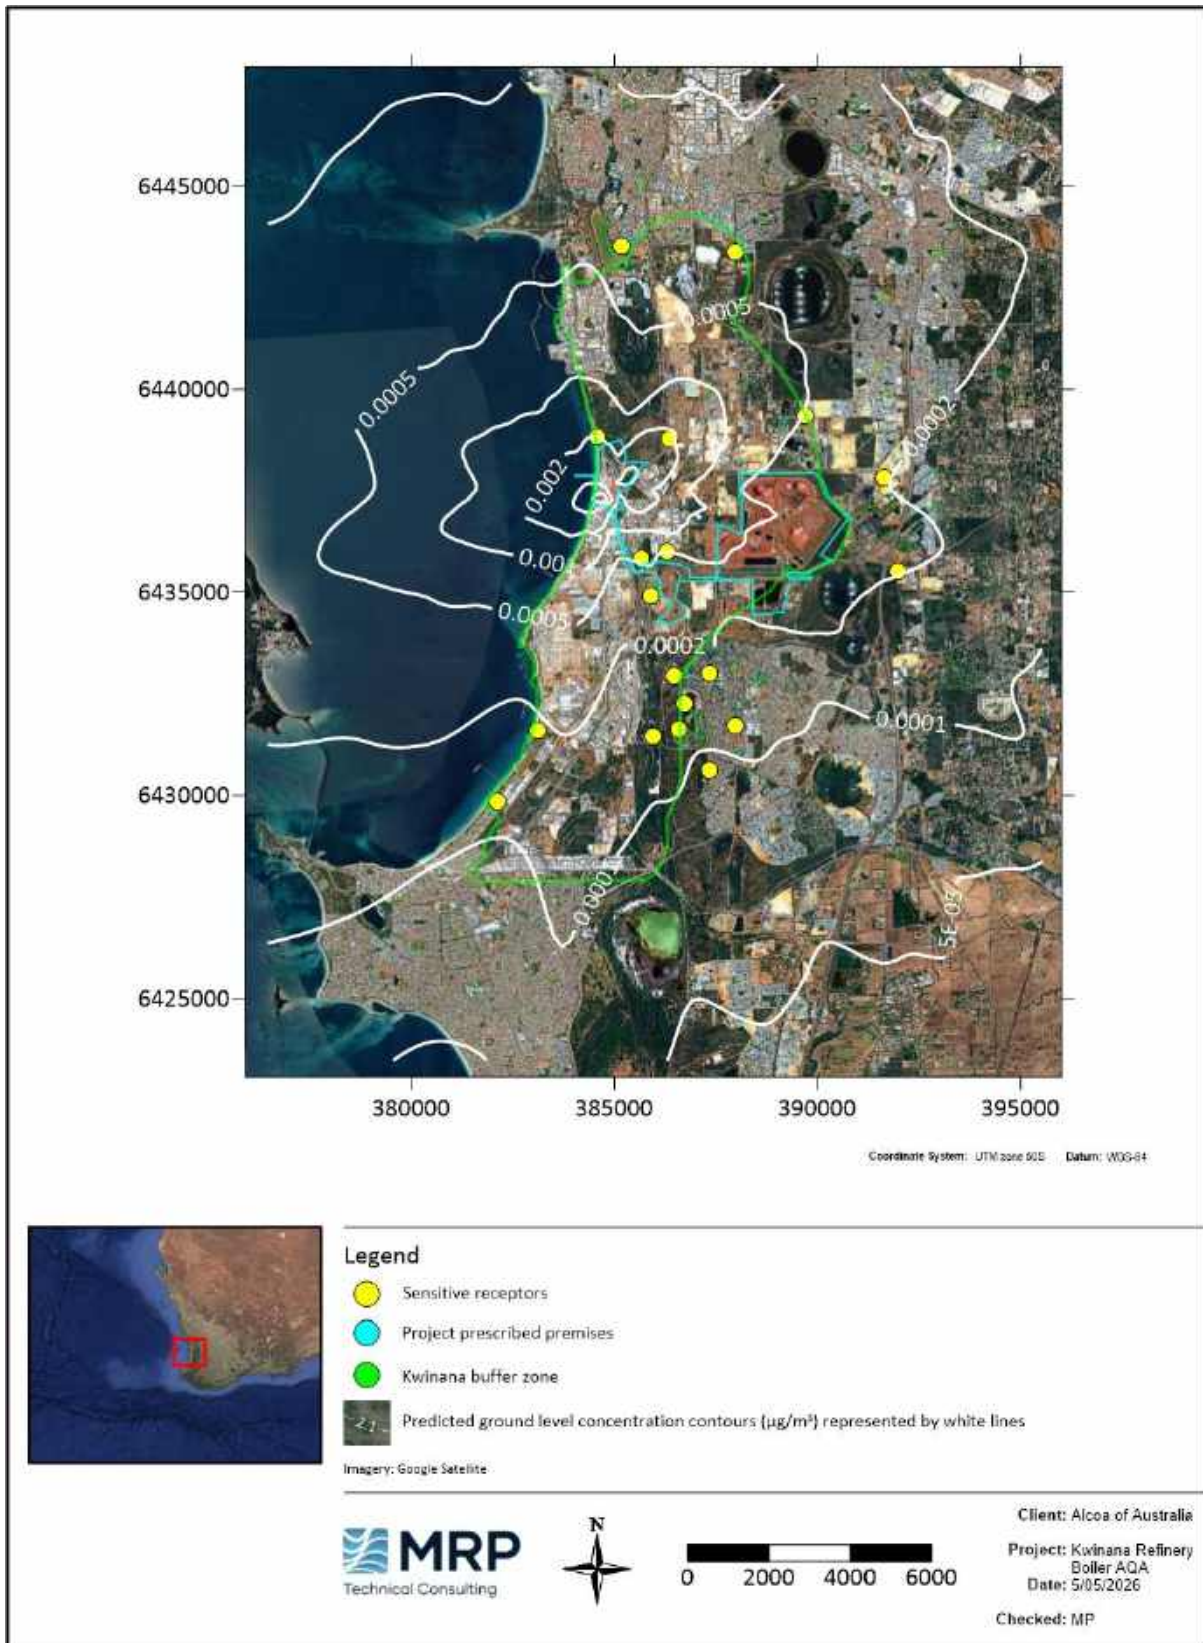 6445000
6440000
6435000
6430000
6425000
0.0005
0.0005
0.002
0.0002
0.0005
0.0002
0.0001
5E-05
380000
385000
390000
395000
Coordinate System: UTM zone 50S Datum: WGS-84
Legend
Sensitive receptors
Project prescribed premises
Kwinana buffer zone
Predicted ground level concentration contours (µg/m³) represented by white lines
Imagery: Google Satellite
MRP
Technical Consulting
N
0 2000 4000 6000
Client: Alcoa of Australia
Project: Kwinana Refinery
Boiler AQA
Date: 5/05/2026
Checked: MP